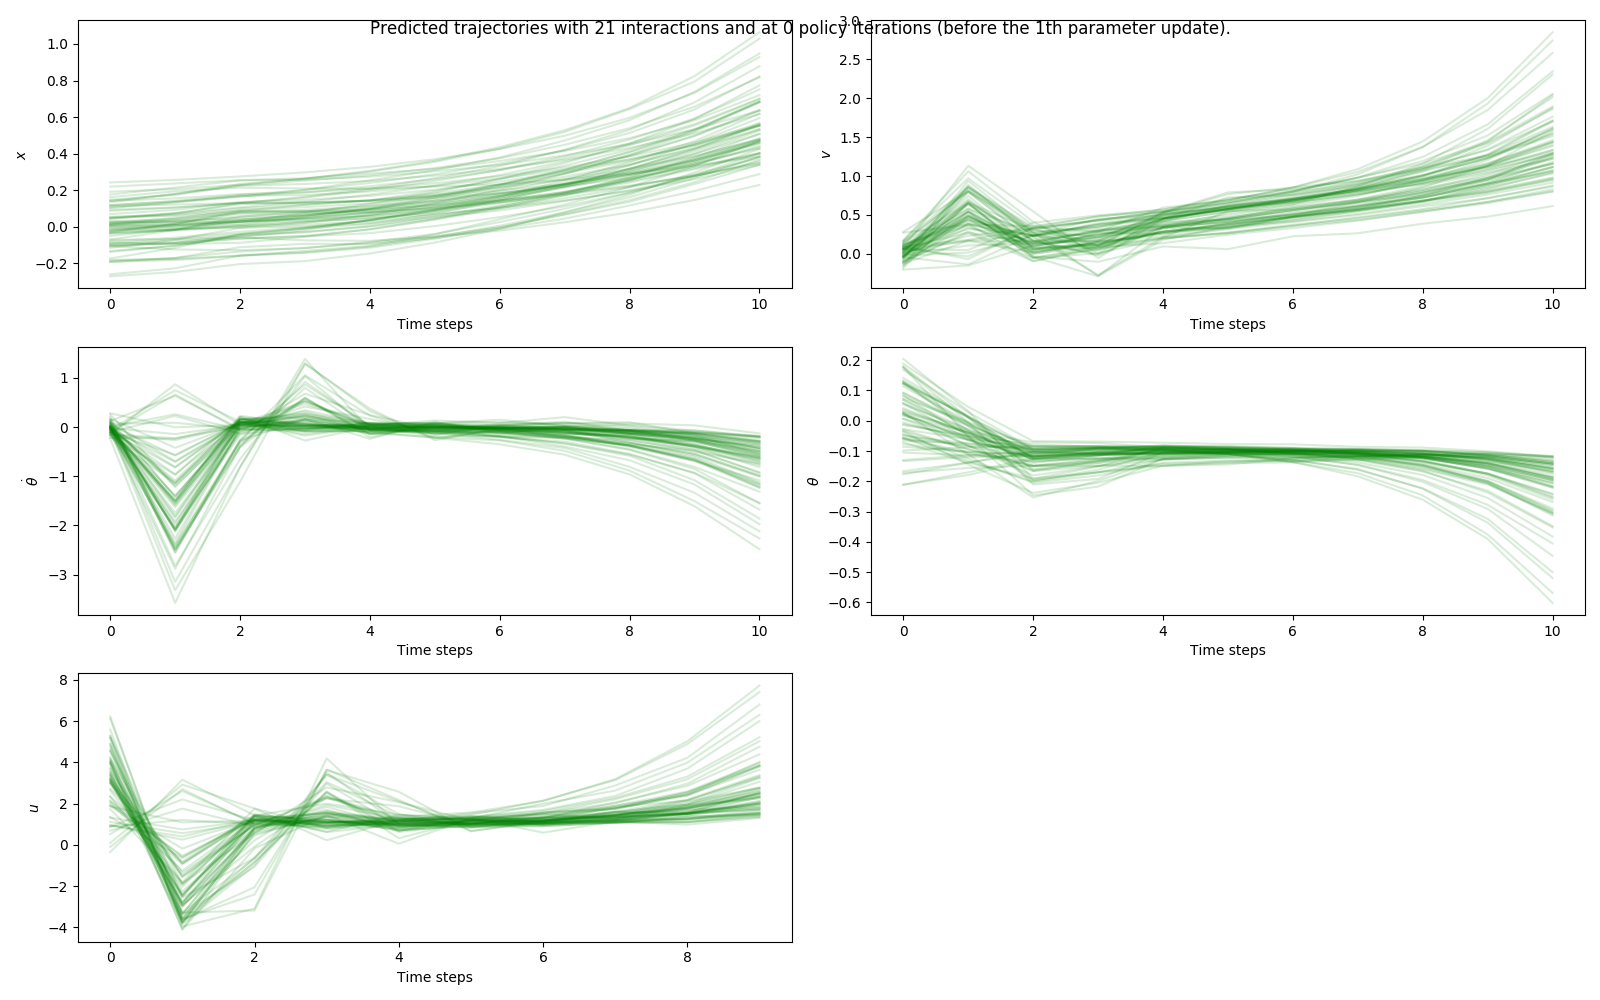 Predicted trajectories with 21 interactions and at 0 policy iterations (before the 1th parameter update).
1.0
0.8
0.6
0.4
0.2
0.0
−0.2
x
0 2 4 6 8 10
Time steps
3.0
2.5
2.0
1.5
1.0
0.5
0.0
v
0 2 4 6 8 10
Time steps
1
0
−1
−2
−3
θ̇
0 2 4 6 8 10
Time steps
0.2
0.1
0.0
−0.1
−0.2
−0.3
−0.4
−0.5
−0.6
θ
0 2 4 6 8 10
Time steps
8
6
4
2
0
−2
−4
u
0 2 4 6 8
Time steps